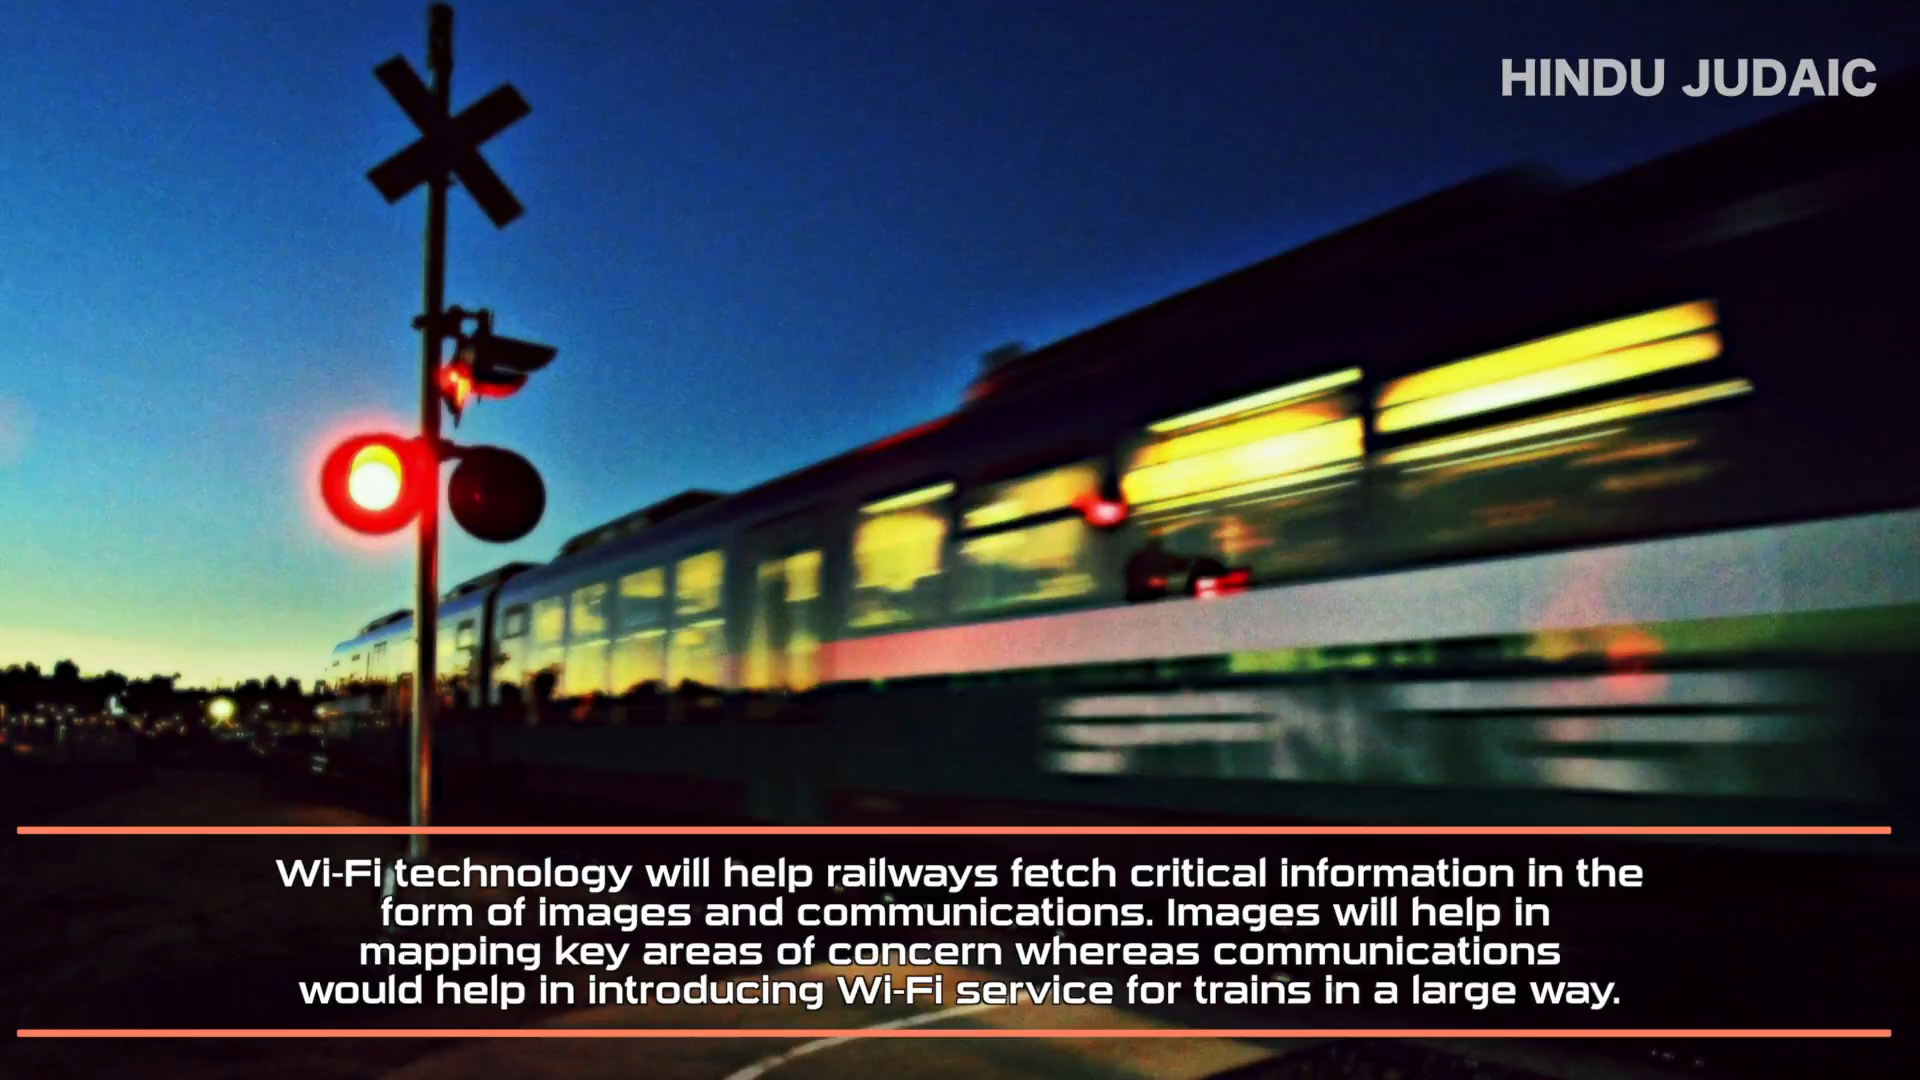 HINDU JUDAIC
Wi-Fi technology will help railways fetch critical information in the
form of images and communications. Images will help in
mapping key areas of concern whereas communications
would help in introducing Wi-Fi service for trains in a large way.